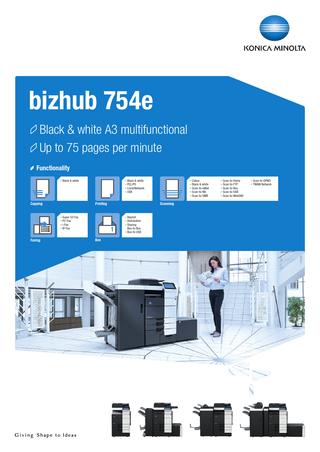 KONICA MINOLTA
bizhub 754e
Black & white A3 multifunctional
Up to 75 pages per minute
Functionality
Black & white
Copying
Black & white
PCL/PS
Local/Network
USB
Printing
Colour
Black & white
Scan-to-eMail
Scan-to-Me
Scan-to-SMB
Scan-to-Home
Scan-to-FTP
Scan-to-Box
Scan-to-USB
Scan-to-WebDAV
Scan-to-DPWS
TWAIN Network
Scanning
Super G3 Fax
PC-Fax
i-Fax
IP-Fax
Faxing
Reprint
Distribution
Sharing
Box-to-Box
Box-to-USB
Box
Giving Shape to Ideas